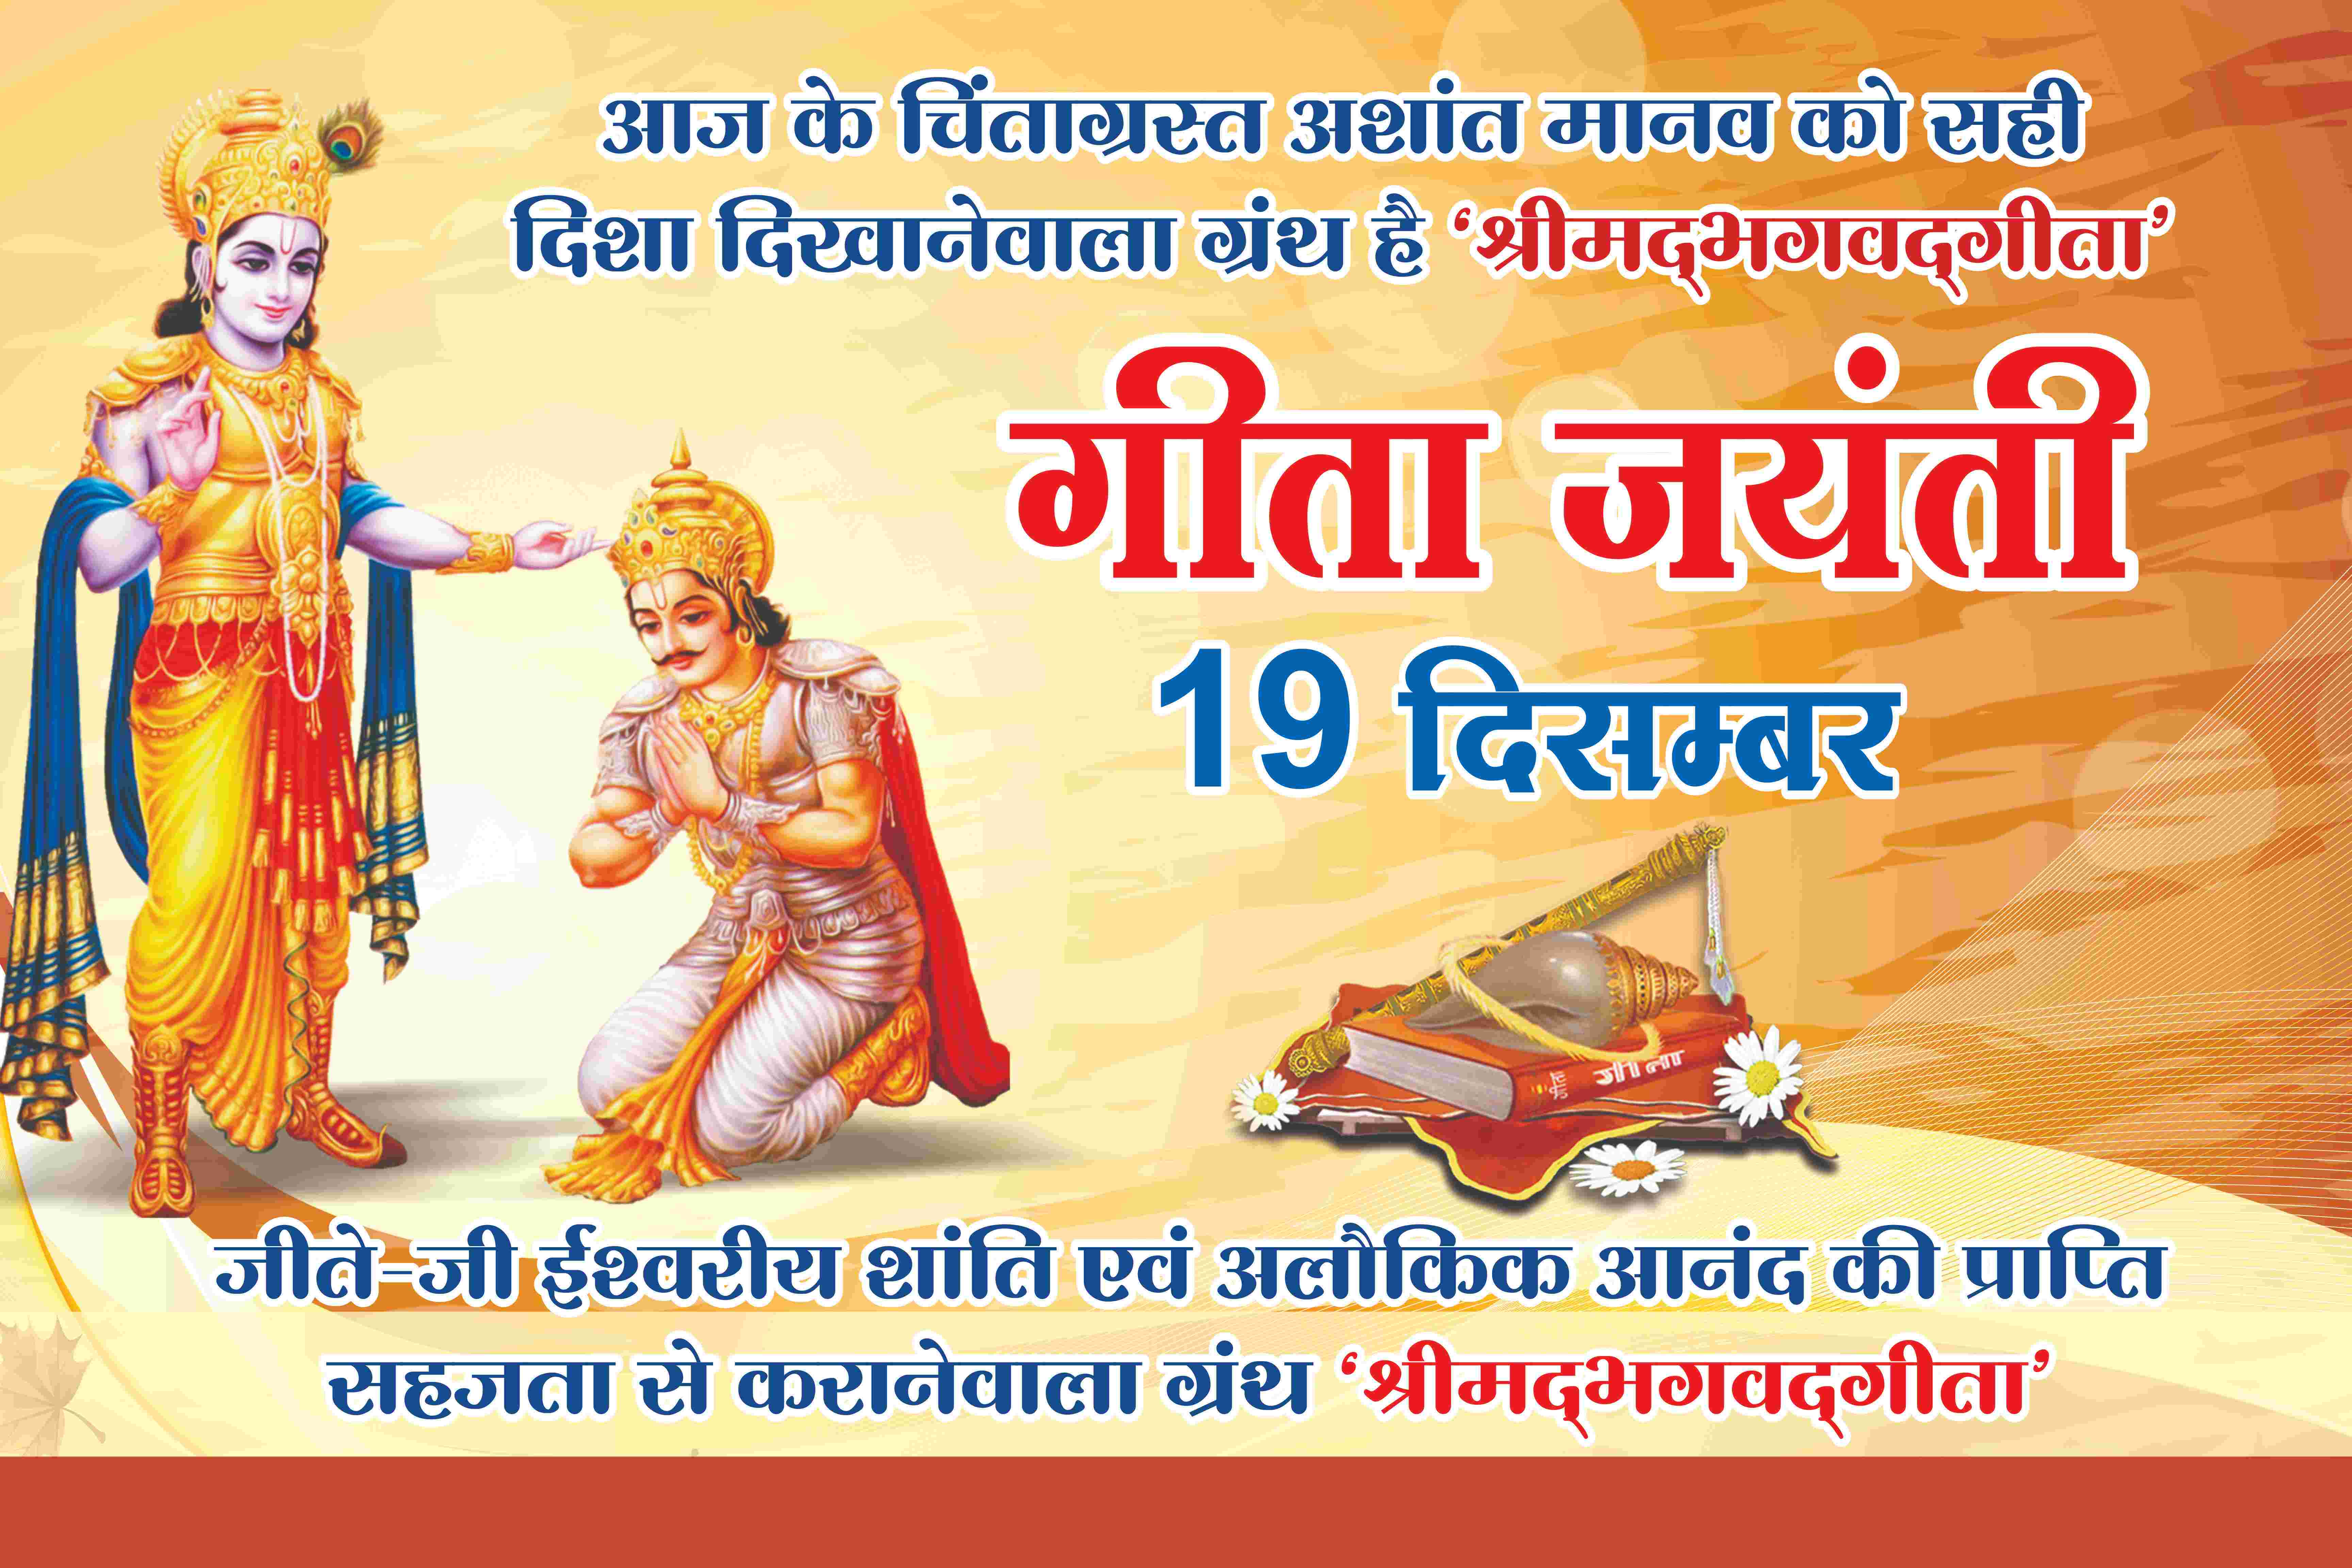 आज के चिंताग्रस्त अशांत मानव को सही
दिशा दिखानेवाला ग्रंथ है ‘श्रीमद्‌भगवद्‌गीता’
गीता जयंती
19 दिसम्बर
गीता गीता
जीते-जी ईश्वरीय शांति एवं अलौकिक आनंद की प्राप्ति
सहजता से करानेवाला ग्रंथ ‘श्रीमद्‌भगवद्‌गीता’